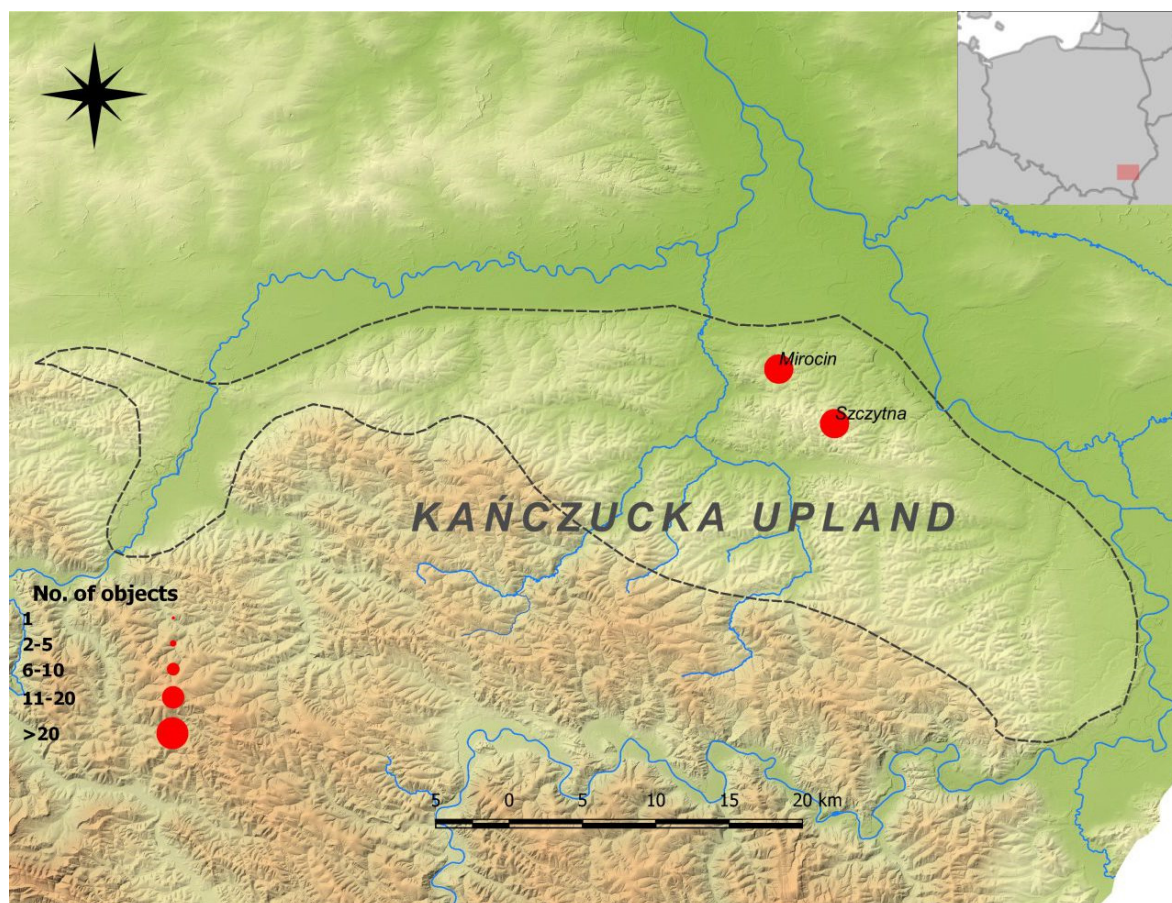 Mirocin
Szczytna
KAŃCZUCKA UPLAND
No. of objects
1
2-5
6-10
11-20
>20
5 0 5 10 15 20 km